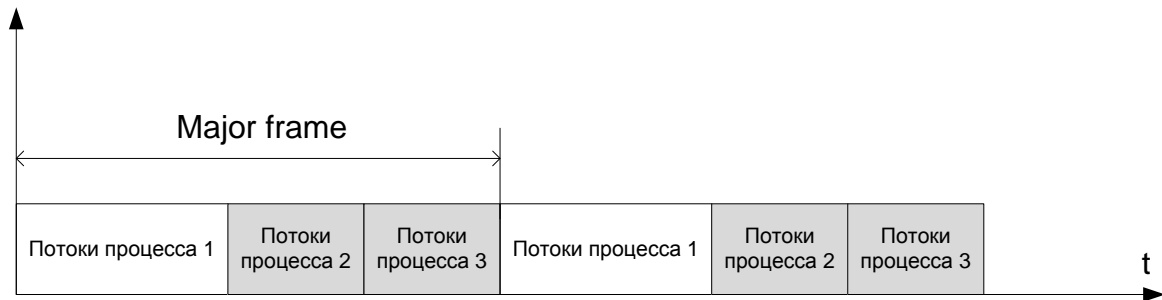 Major frame
Потоки процесса 1
Потоки
процесса 2
Потоки
процесса 3
Потоки процесса 1
Потоки
процесса 2
Потоки
процесса 3
t